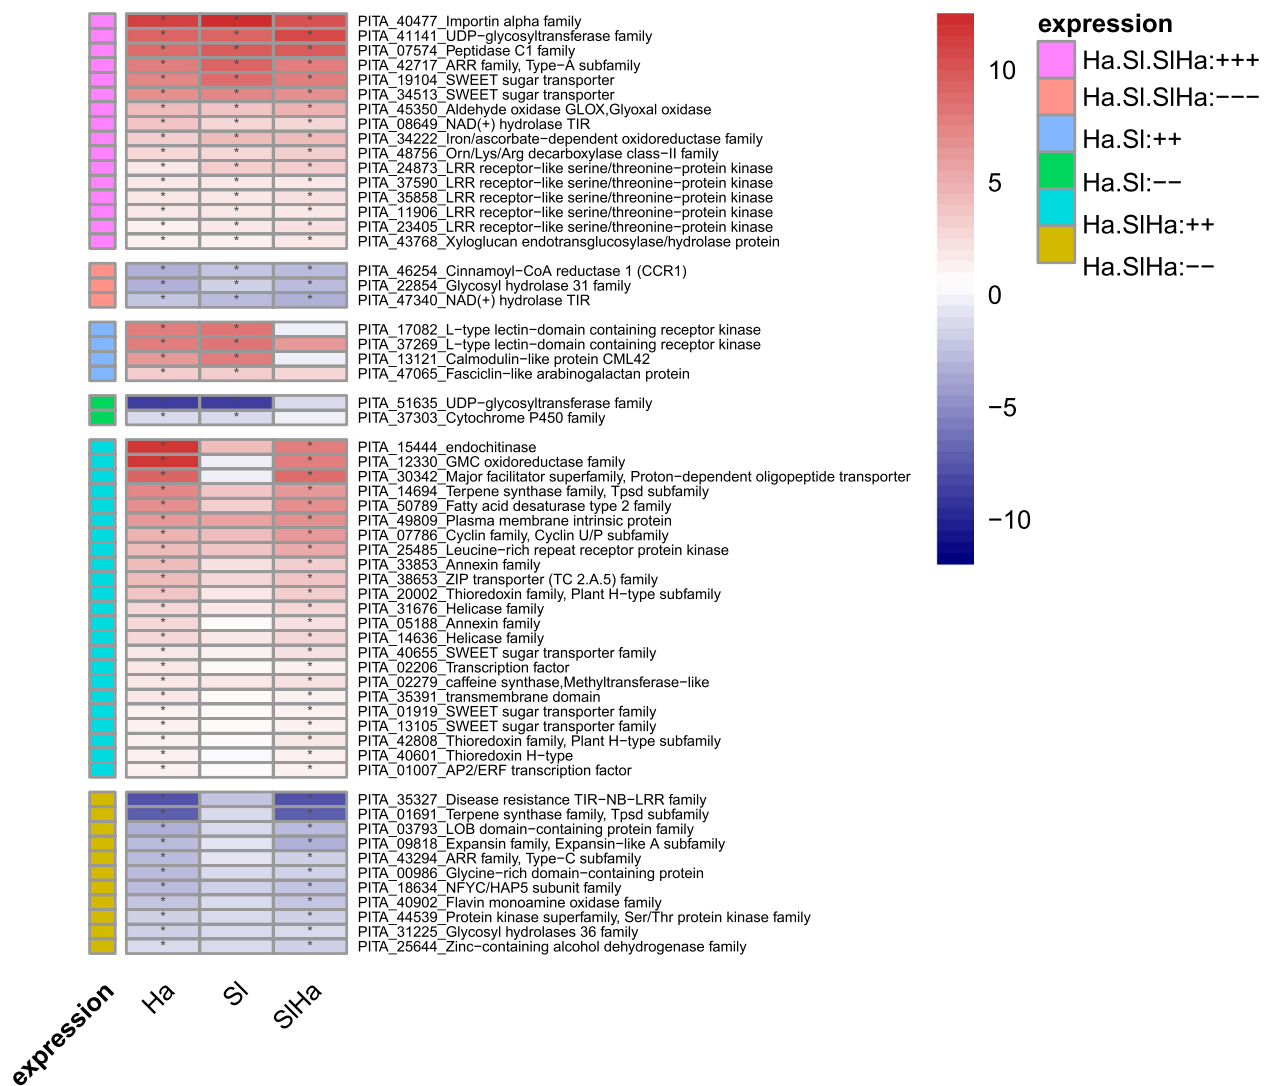 PITA_40477_Importin alpha family
PITA_41141_UDP−glycosyltransferase family
PITA_07574_Peptidase C1 family
PITA_42717_ARR family, Type−A subfamily
PITA_19104_SWEET sugar transporter
PITA_34513_SWEET sugar transporter
PITA_45350_Aldehyde oxidase GLOX,Glyoxal oxidase
PITA_08649_NAD(+) hydrolase TIR
PITA_34222_Iron/ascorbate−dependent oxidoreductase family
PITA_48756_Orn/Lys/Arg decarboxylase class−II family
PITA_24873_LRR receptor−like serine/threonine−protein kinase
PITA_37590_LRR receptor−like serine/threonine−protein kinase
PITA_35858_LRR receptor−like serine/threonine−protein kinase
PITA_11906_LRR receptor−like serine/threonine−protein kinase
PITA_23405_LRR receptor−like serine/threonine−protein kinase
PITA_43768_Xyloglucan endotransglucosylase/hydrolase protein
PITA_46254_Cinnamoyl−CoA reductase 1 (CCR1)
PITA_22854_Glycosyl hydrolase 31 family
PITA_47340_NAD(+) hydrolase TIR
PITA_17082_L−type lectin−domain containing receptor kinase
PITA_37269_L−type lectin−domain containing receptor kinase
PITA_13121_Calmodulin−like protein CML42
PITA_47065_Fasciclin−like arabinogalactan protein
PITA_51635_UDP−glycosyltransferase family
PITA_37303_Cytochrome P450 family
PITA_15444_endochitinase
PITA_12330_GMC oxidoreductase family
PITA_30342_Major facilitator superfamily, Proton−dependent oligopeptide transporter
PITA_14694_Terpene synthase family, Tpsd subfamily
PITA_50789_Fatty acid desaturase type 2 family
PITA_49809_Plasma membrane intrinsic protein
PITA_07786_Cyclin family, Cyclin U/P subfamily
PITA_25485_Leucine−rich repeat receptor protein kinase
PITA_33853_Annexin family
PITA_38653_ZIP transporter (TC 2.A.5) family
PITA_20002_Thioredoxin family, Plant H−type subfamily
PITA_31676_Helicase family
PITA_05188_Annexin family
PITA_14636_Helicase family
PITA_40655_SWEET sugar transporter family
PITA_02206_Transcription factor
PITA_02279_caffeine synthase,Methyltransferase−like
PITA_35391_transmembrane domain
PITA_01919_SWEET sugar transporter family
PITA_13105_SWEET sugar transporter family
PITA_42808_Thioredoxin family, Plant H−type subfamily
PITA_40601_Thioredoxin H−type
PITA_01007_AP2/ERF transcription factor
PITA_35327_Disease resistance TIR−NB−LRR family
PITA_01691_Terpene synthase family, Tpsd subfamily
PITA_03793_LOB domain−containing protein family
PITA_09818_Expansin family, Expansin−like A subfamily
PITA_43294_ARR family, Type−C subfamily
PITA_00986_Glycine−rich domain−containing protein
PITA_18634_NFYC/HAP5 subunit family
PITA_40902_Flavin monoamine oxidase family
PITA_44539_Protein kinase superfamily, Ser/Thr protein kinase family
PITA_31225_Glycosyl hydrolases 36 family
PITA_25644_Zinc−containing alcohol dehydrogenase family
expression
Ha
Sl
SlHa
10
5
0
−5
−10
expression
Ha.Sl.SlHa:+++
Ha.Sl.SlHa:−−−
Ha.Sl:++
Ha.Sl:−−
Ha.SlHa:++
Ha.SlHa:−−